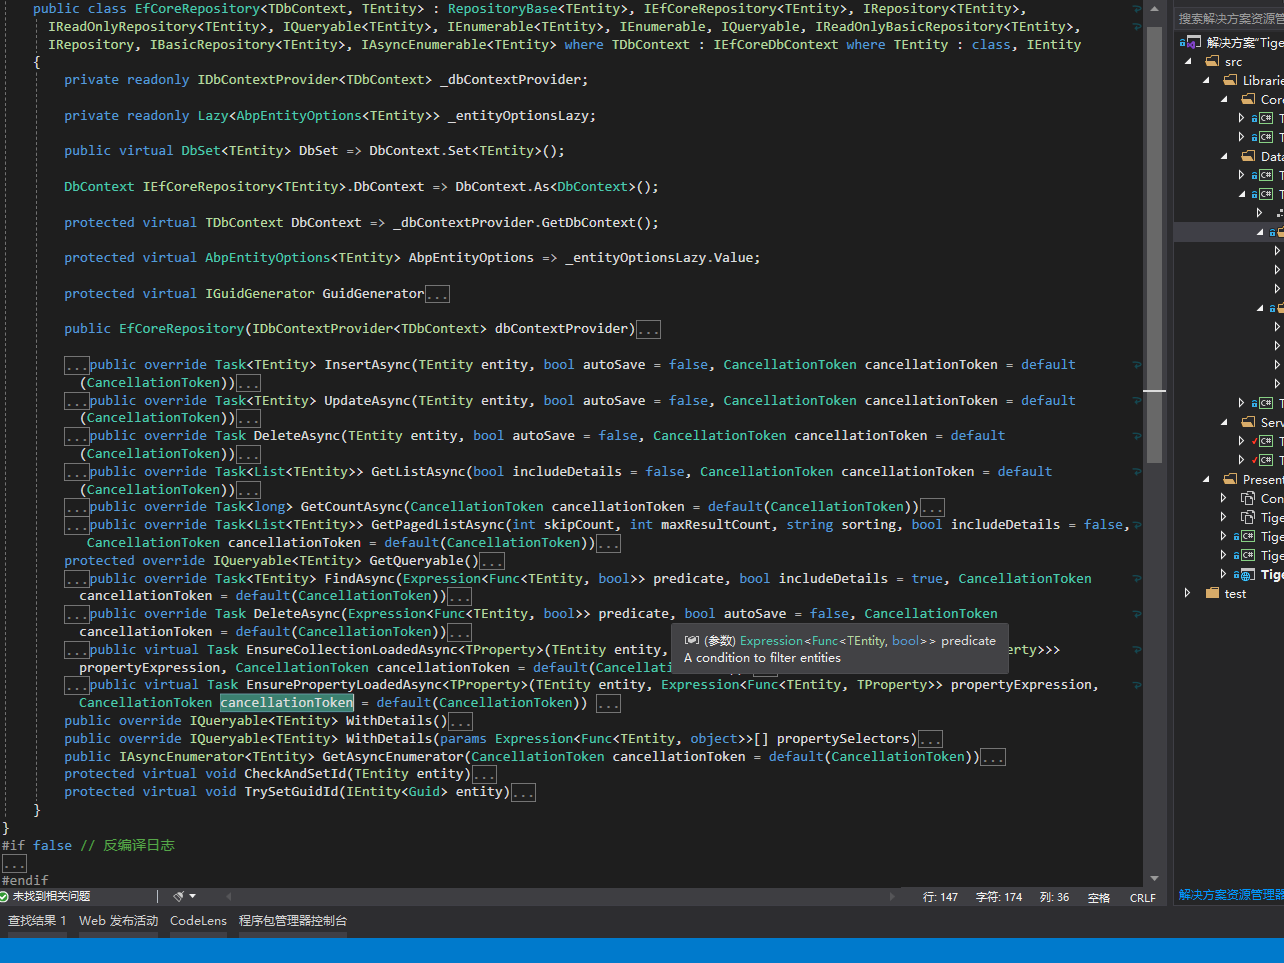 public class EfCoreRepository<TDbContext, TEntity> : RepositoryBase<TEntity>, IEfCoreRepository<TEntity>, IRepository<TEntity>,
IReadOnlyRepository<TEntity>, IQueryable<TEntity>, IEnumerable<TEntity>, IEnumerable, IQueryable, IReadOnlyBasicRepository<TEntity>,
IRepository, IBasicRepository<TEntity>, IAsyncEnumerable<TEntity> where TDbContext : IEfCoreDbContext where TEntity : class, IEntity
{
private readonly IDbContextProvider<TDbContext> _dbContextProvider;
private readonly Lazy<AbpEntityOptions<TEntity>> _entityOptionsLazy;
public virtual DbSet<TEntity> DbSet => DbContext.Set<TEntity>();
DbContext IEfCoreRepository<TEntity>.DbContext => DbContext.As<DbContext>();
protected virtual TDbContext DbContext => _dbContextProvider.GetDbContext();
protected virtual AbpEntityOptions<TEntity> AbpEntityOptions => _entityOptionsLazy.Value;
protected virtual IGuidGenerator GuidGenerator...
public EfCoreRepository(IDbContextProvider<TDbContext> dbContextProvider)...
...public override Task<TEntity> InsertAsync(TEntity entity, bool autoSave = false, CancellationToken cancellationToken = default
(CancellationToken))...
...public override Task<TEntity> UpdateAsync(TEntity entity, bool autoSave = false, CancellationToken cancellationToken = default
(CancellationToken))...
...public override Task DeleteAsync(TEntity entity, bool autoSave = false, CancellationToken cancellationToken = default
(CancellationToken))...
...public override Task<List<TEntity>> GetListAsync(bool includeDetails = false, CancellationToken cancellationToken = default
(CancellationToken))...
...public override Task<long> GetCountAsync(CancellationToken cancellationToken = default(CancellationToken))...
...public override Task<List<TEntity>> GetPagedListAsync(int skipCount, int maxResultCount, string sorting, bool includeDetails = false,
CancellationToken cancellationToken = default(CancellationToken))...
protected override IQueryable<TEntity> GetQueryable()...
...public override Task<TEntity> FindAsync(Expression<Func<TEntity, bool>> predicate, bool includeDetails = true, CancellationToken
cancellationToken = default(CancellationToken))...
...public override Task DeleteAsync(Expression<Func<TEntity, bool>> predicate, bool autoSave = false, CancellationToken
cancellationToken = default(CancellationToken))...
(参数) Expression<Func<TEntity, bool>> predicate
A condition to filter entities
...public virtual Task EnsureCollectionLoadedAsync<TProperty>(TEntity entity,
propertyExpression, CancellationToken cancellationToken = default(
...public virtual Task EnsurePropertyLoadedAsync<TProperty>(TEntity entity, Expression<Func<TEntity, TProperty>> propertyExpression,
CancellationToken cancellationToken = default(CancellationToken)) ...
public override IQueryable<TEntity> WithDetails()...
public override IQueryable<TEntity> WithDetails(params Expression<Func<TEntity, object>>[] propertySelectors)...
public IAsyncEnumerator<TEntity> GetAsyncEnumerator(CancellationToken cancellationToken = default(CancellationToken))...
protected virtual void CheckAndSetId(TEntity entity)...
protected virtual void TrySetGuidId(IEntity<Guid> entity)...
}
}
#if false // 反编译日志
...
#endif
未找到相关问题
行: 147 字符: 174 列: 36 空格 CRLF
查找结果 1 Web 发布活动 CodeLens 程序包管理器控制台
搜索解决方案资源管
解决方案"Tige
src
Librarie
Core
Data
Serv
Present
Con
Tige
Tige
Tige
Tige
test
解决方案资源管理器